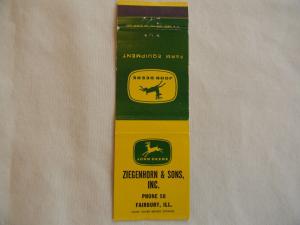 FARM EQUIPMENT
JOHN DEERE
JOHN DEERE
ZIEGENHORN & SONS,
INC.
PHONE 58
FAIRBURY, ILL.